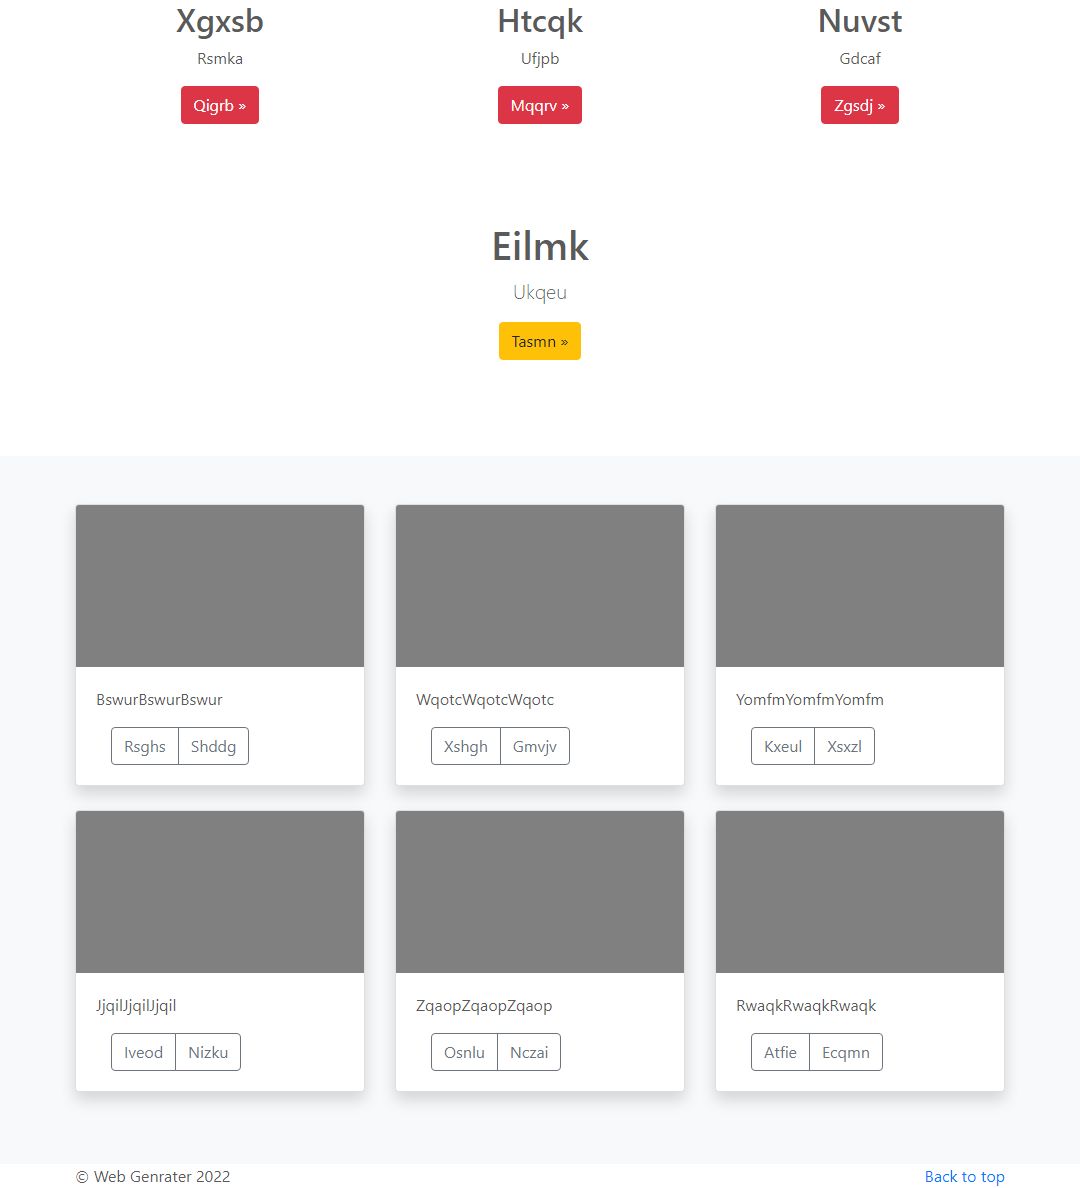 Xgxsb
Rsmka
Qigrb »
Htcqk
Ufjpb
Mqqrv »
Nuvst
Gdcaf
Zgsdj »
Eilmk
Ukqeu
Tasmn »
BswurBswurBswur
Rsghs Shddg
WqotcWqotcWqotc
Xshgh Gmvjv
YomfmYomfmYomfm
Kxeul Xsxzl
JjqilJjqilJjqil
Iveod Nizku
ZqaopZqaopZqaop
Osnlu Nczai
RwaqkRwaqkRwaqk
Atfie Ecqmn
© Web Genrater 2022
Back to top